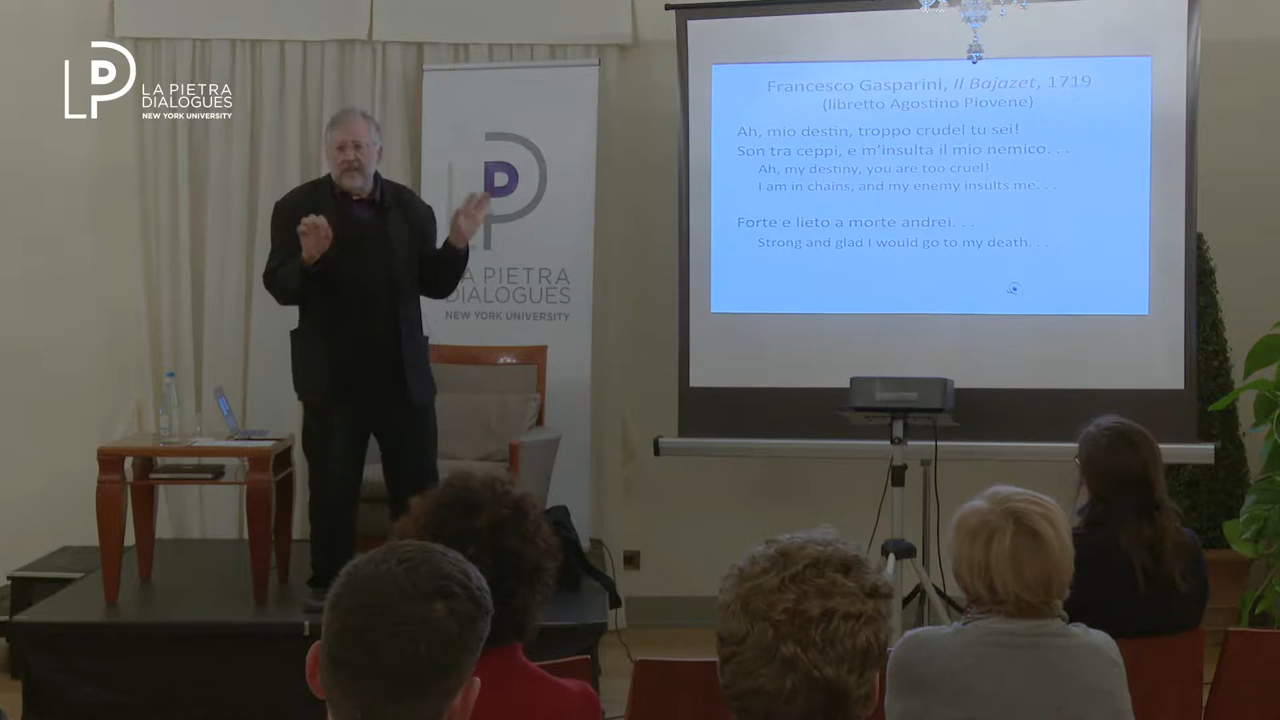 LA PIETRA
DIALOGUES
NEW YORK UNIVERSITY
LA PIETRA
DIALOGUES
NEW YORK UNIVERSITY
Francesco Gasparini, Il Bajazet, 1719
(libretto Agostino Piovene)
Ah, mio destin, troppo crudel tu sei!
Son tra ceppi, e m'insulta il mio nemico. . .
Ah, my destiny, you are too cruel!
I am in chains, and my enemy insults me. . .
Forte e lieto a morte andrei. . .
Strong and glad I would go to my death. . .